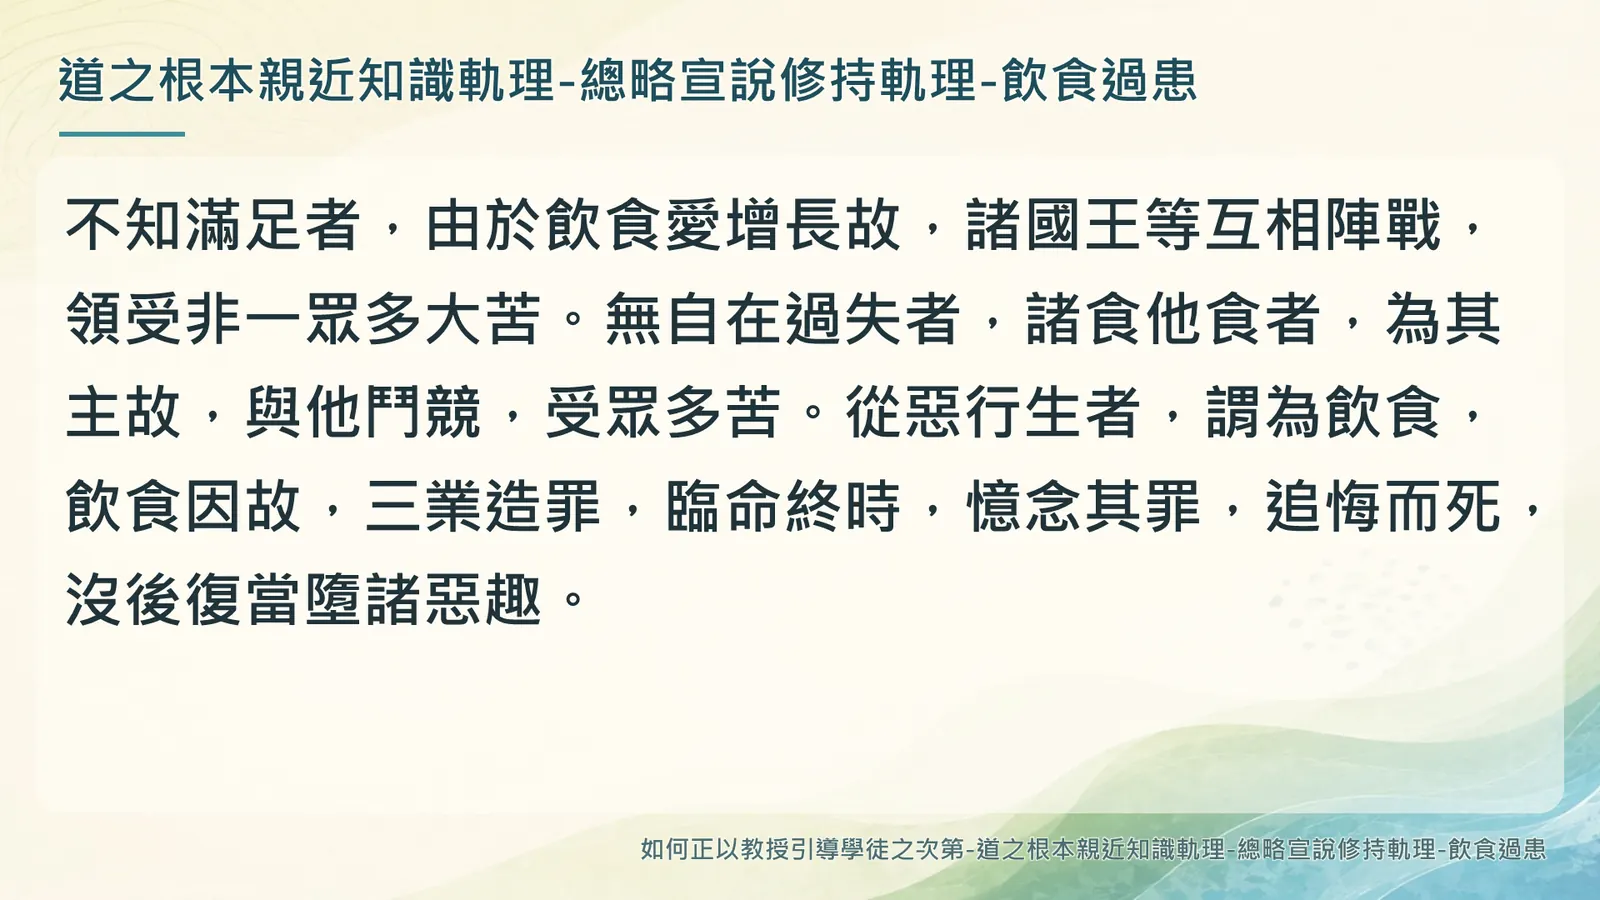 道之根本親近知識軌理-總略宣說修持軌理-飲食過患
不知滿足者，由於飲食愛增長故，諸國王等互相陣戰，
領受非一眾多大苦。無自在過失者，諸食他食者，為其
主故，與他鬥競，受眾多苦。從惡行生者，謂為飲食，
飲食因故，三業造罪，臨命終時，憶念其罪，追悔而死，
沒後復當墮諸惡趣。
如何正以教授引導學徒之次第-道之根本親近知識軌理-總略宣說修持軌理-飲食過患